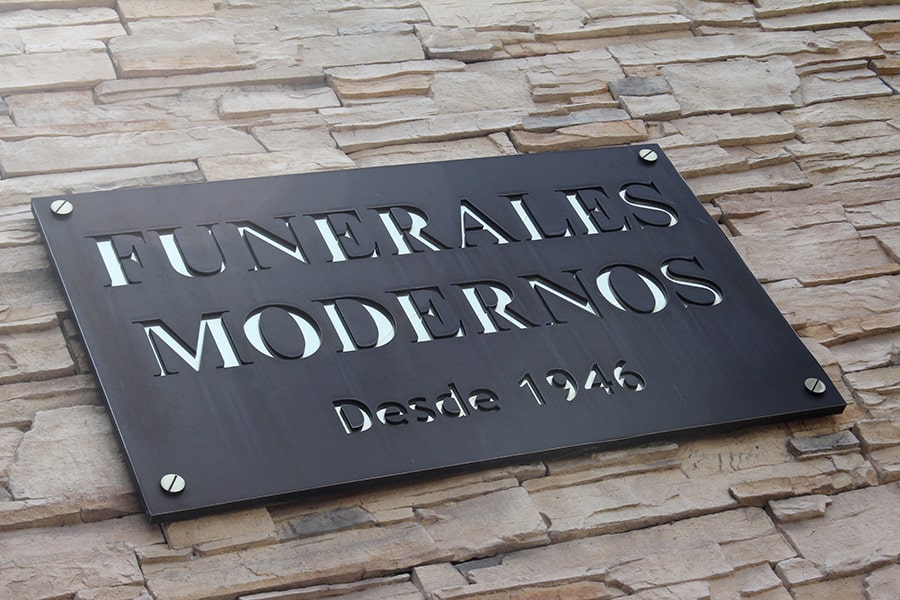 FUNERALES
MODERNOS
Desde 1946